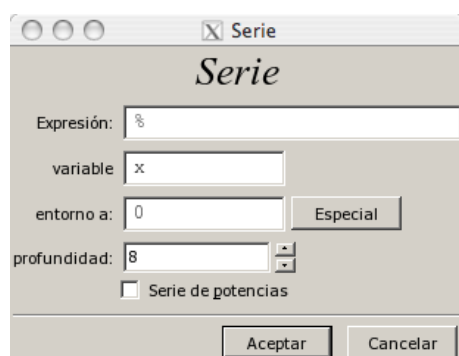 Serie
Serie
Expresión: %
variable x
entorno a: 0 Especial
profundidad: 8
Serie de potencias
Aceptar Cancelar